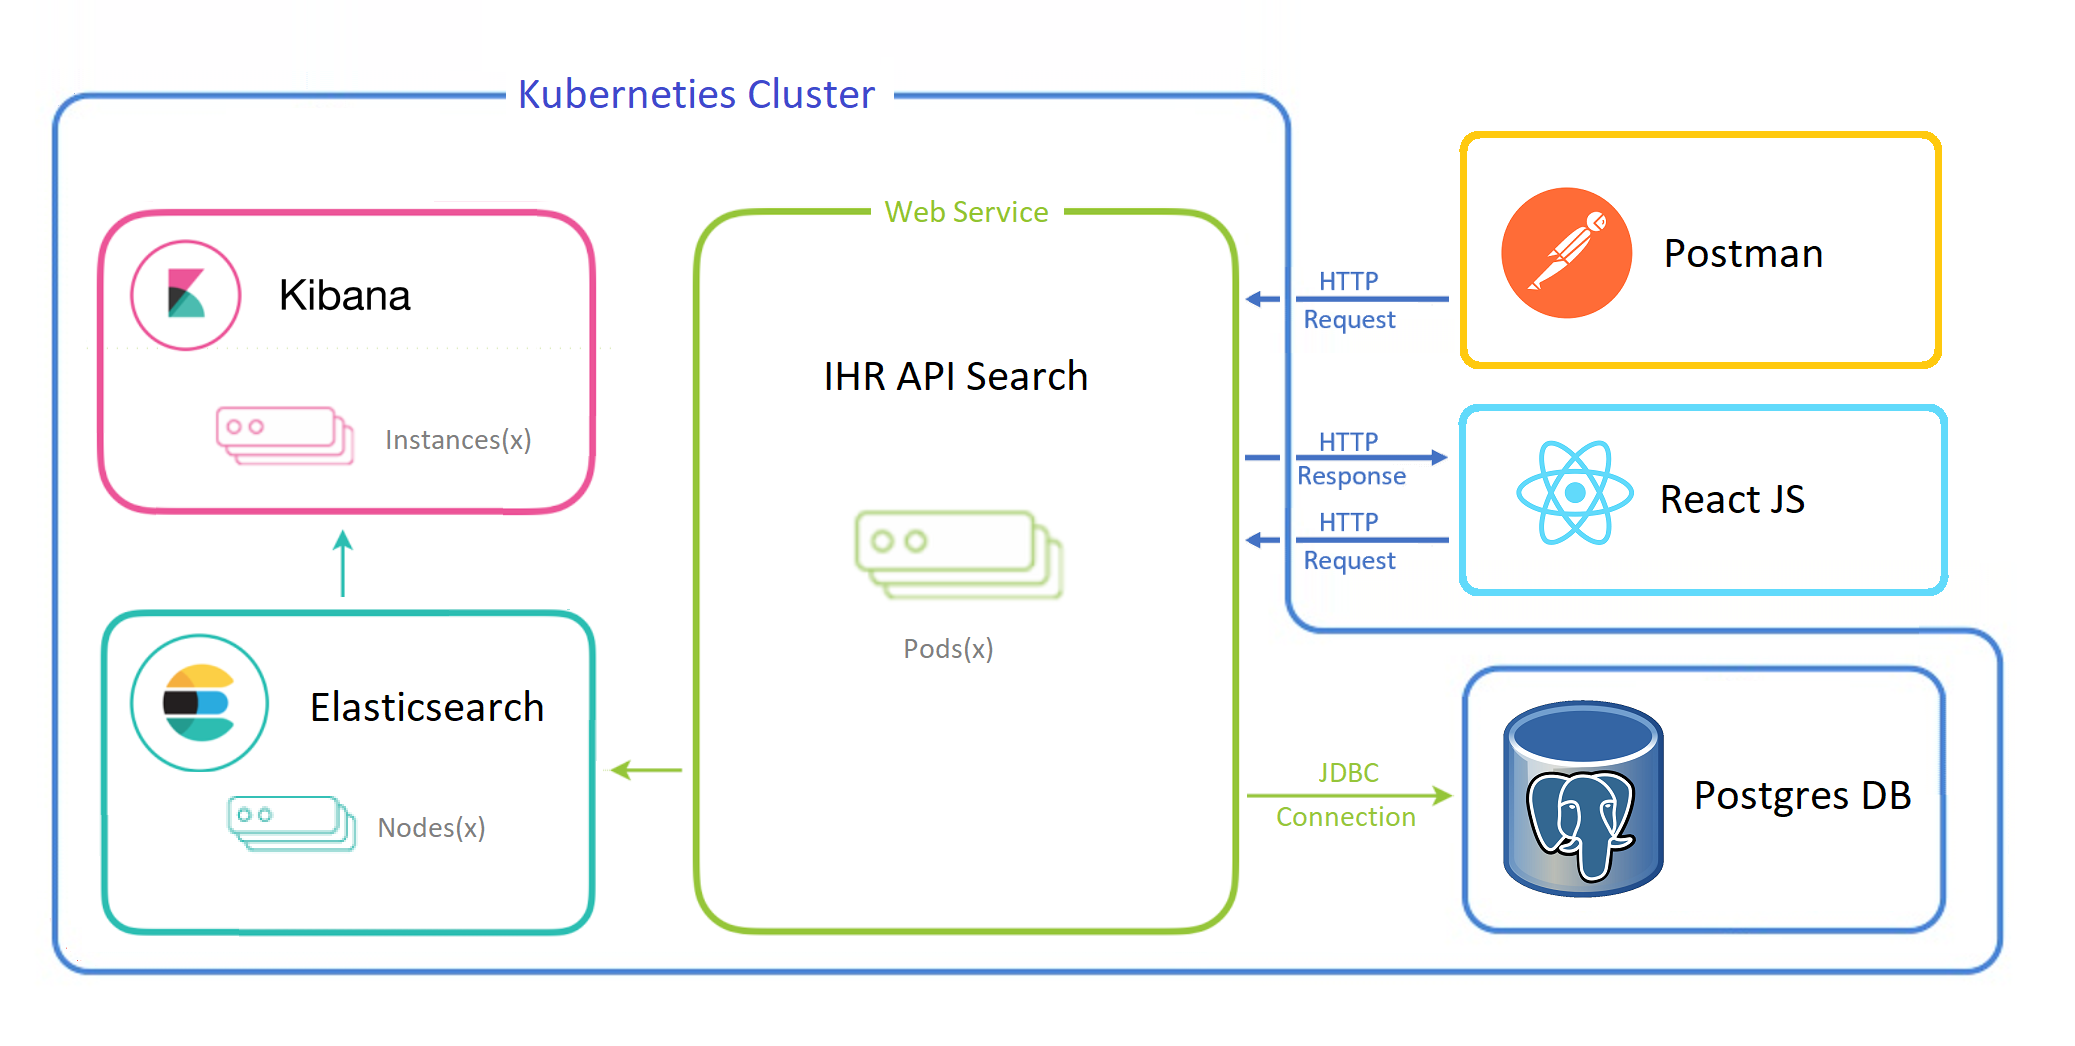 Kuberneties Cluster
Web Service
Kibana
Instances(x)
Elasticsearch
Nodes(x)
IHR API Search
Pods(x)
HTTP
Request
Postman
HTTP
Response
HTTP
Request
React JS
JDBC
Connection
Postgres DB